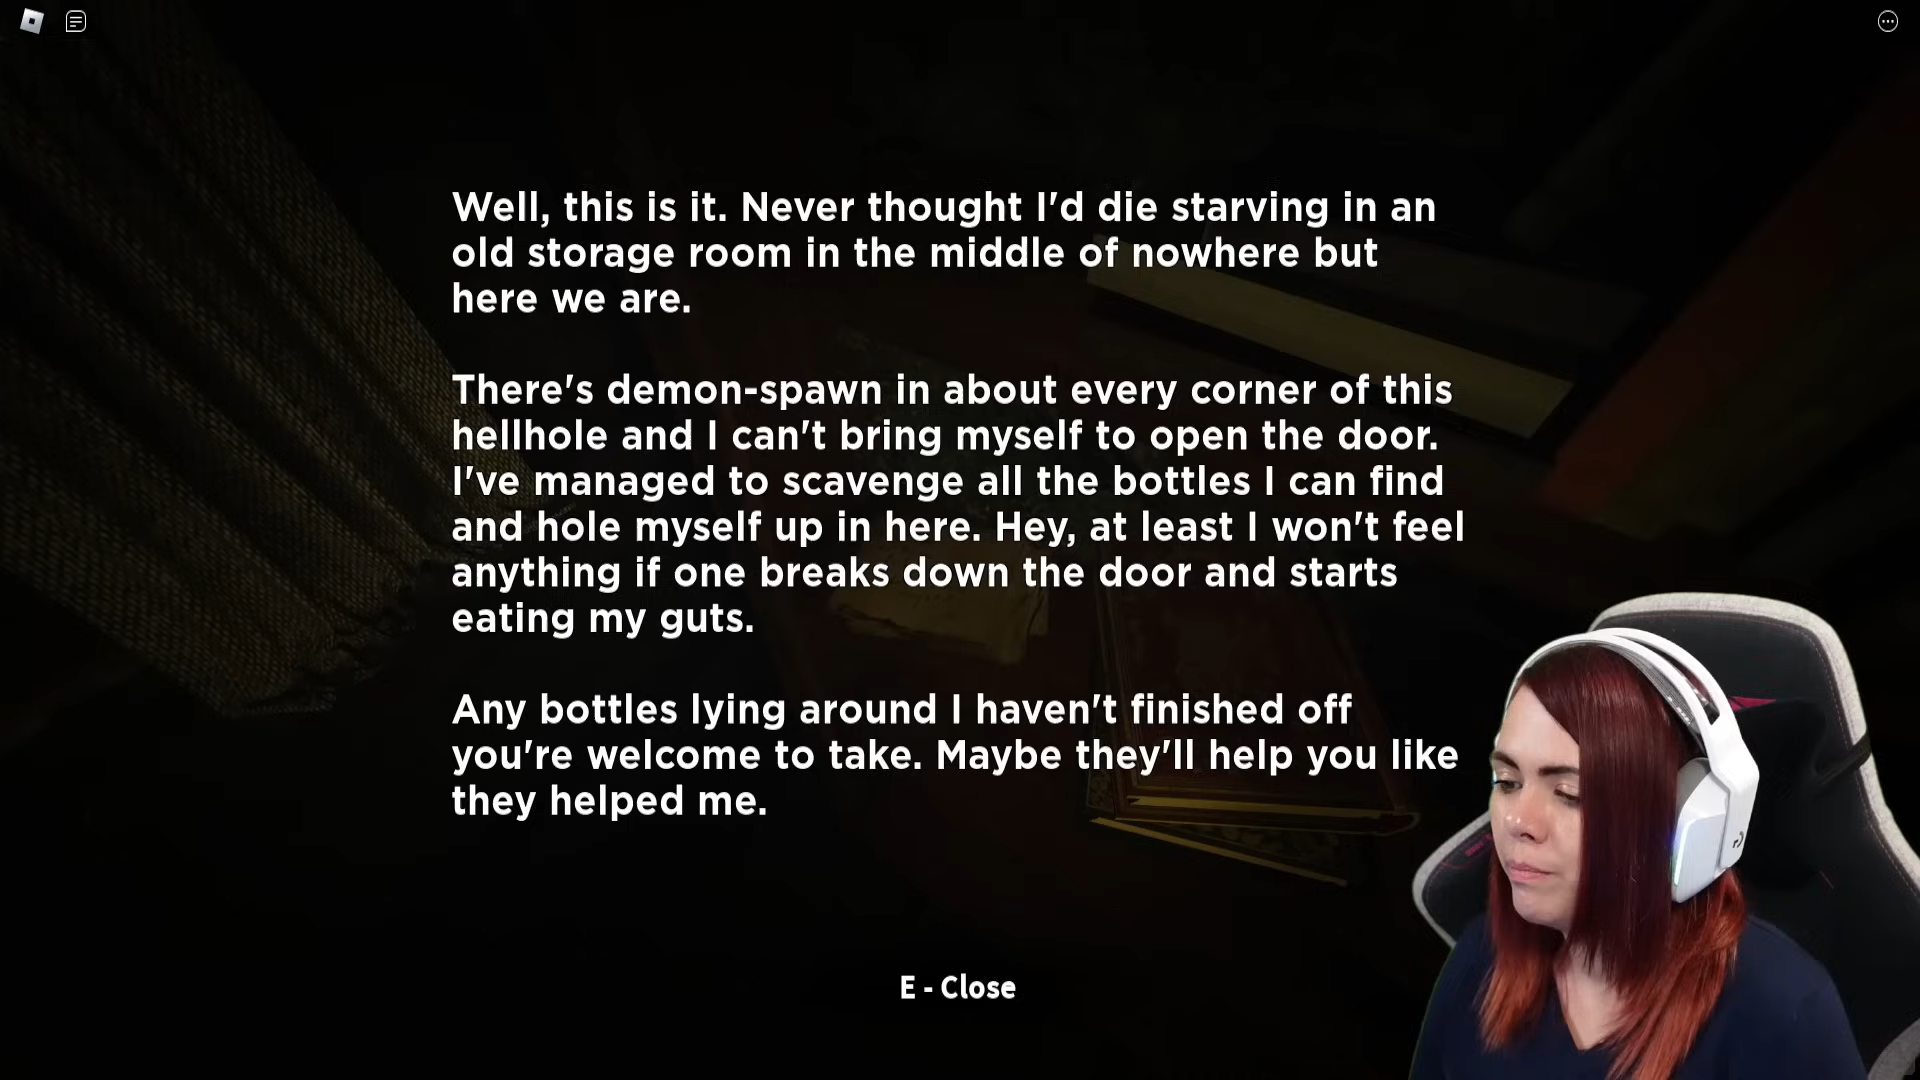 Well, this is it. Never thought I'd die starving in an
old storage room in the middle of nowhere but
here we are.
There's demon-spawn in about every corner of this
hellhole and I can't bring myself to open the door.
I've managed to scavenge all the bottles I can find
and hole myself up in here. Hey, at least I won't feel
anything if one breaks down the door and starts
eating my guts.
Any bottles lying around I haven't finished off
you're welcome to take. Maybe they'll help you like
they helped me.
E - Close